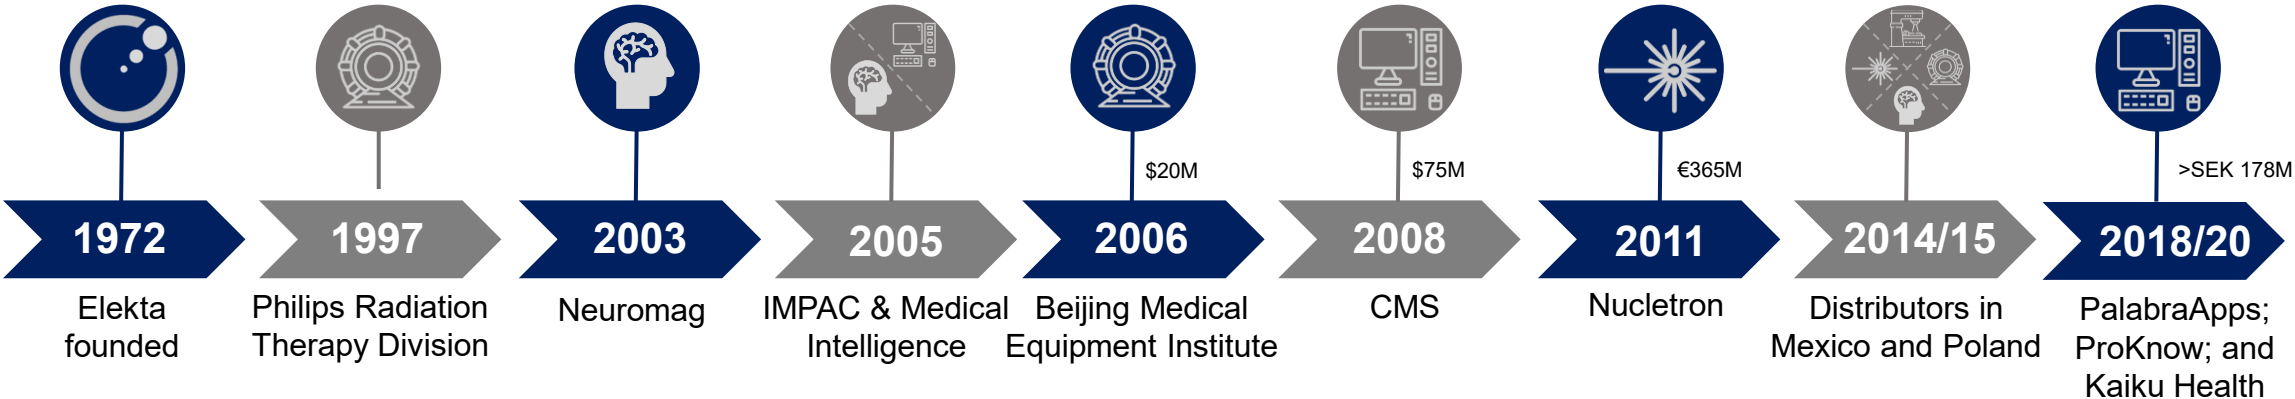 $20M
$75M
€365M
>SEK 178M
1972
1997
2003
2005
2006
2008
2011
2014/15
2018/20
Elekta
founded
Philips Radiation
Therapy Division
Neuromag
IMPAC & Medical
Intelligence
Beijing Medical
Equipment Institute
CMS
Nucletron
Distributors in
Mexico and Poland
PalabraApps;
ProKnow; and
Kaiku Health